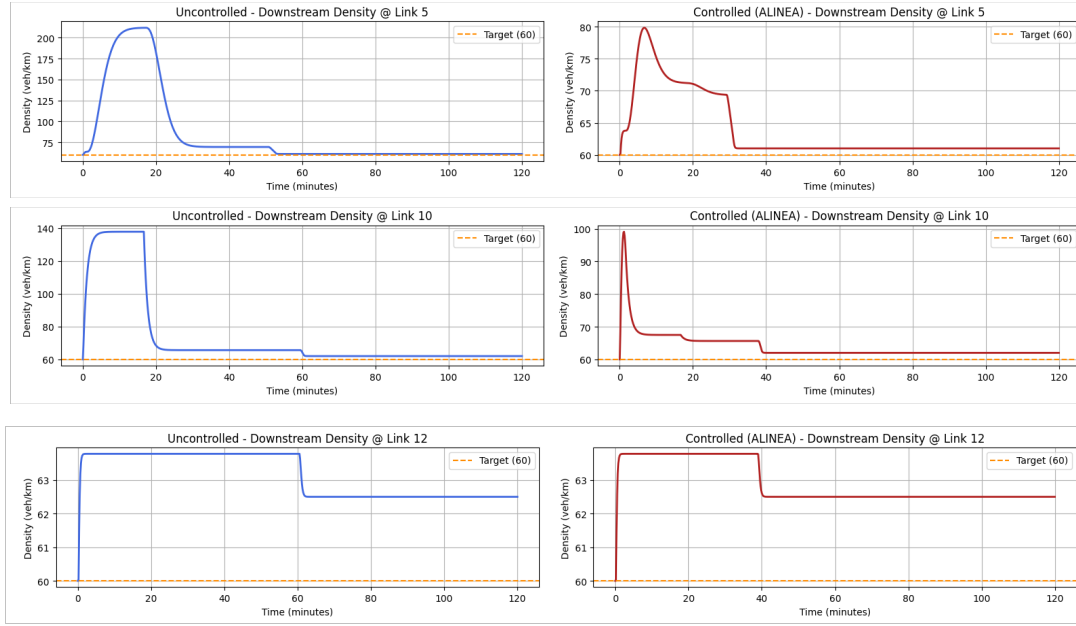 Uncontrolled - Downstream Density @ Link 5
Density (veh/km)
200
175
150
125
100
75
Target (60)
0 20 40 60 80 100 120
Time (minutes)
Controlled (ALINEA) - Downstream Density @ Link 5
Density (veh/km)
80
75
70
65
60
Target (60)
0 20 40 60 80 100 120
Time (minutes)
Uncontrolled - Downstream Density @ Link 10
Density (veh/km)
140
120
100
80
60
Target (60)
0 20 40 60 80 100 120
Time (minutes)
Controlled (ALINEA) - Downstream Density @ Link 10
Density (veh/km)
100
90
80
70
60
Target (60)
0 20 40 60 80 100 120
Time (minutes)
Uncontrolled - Downstream Density @ Link 12
Density (veh/km)
63
62
61
60
Target (60)
0 20 40 60 80 100 120
Time (minutes)
Controlled (ALINEA) - Downstream Density @ Link 12
Density (veh/km)
63
62
61
60
Target (60)
0 20 40 60 80 100 120
Time (minutes)